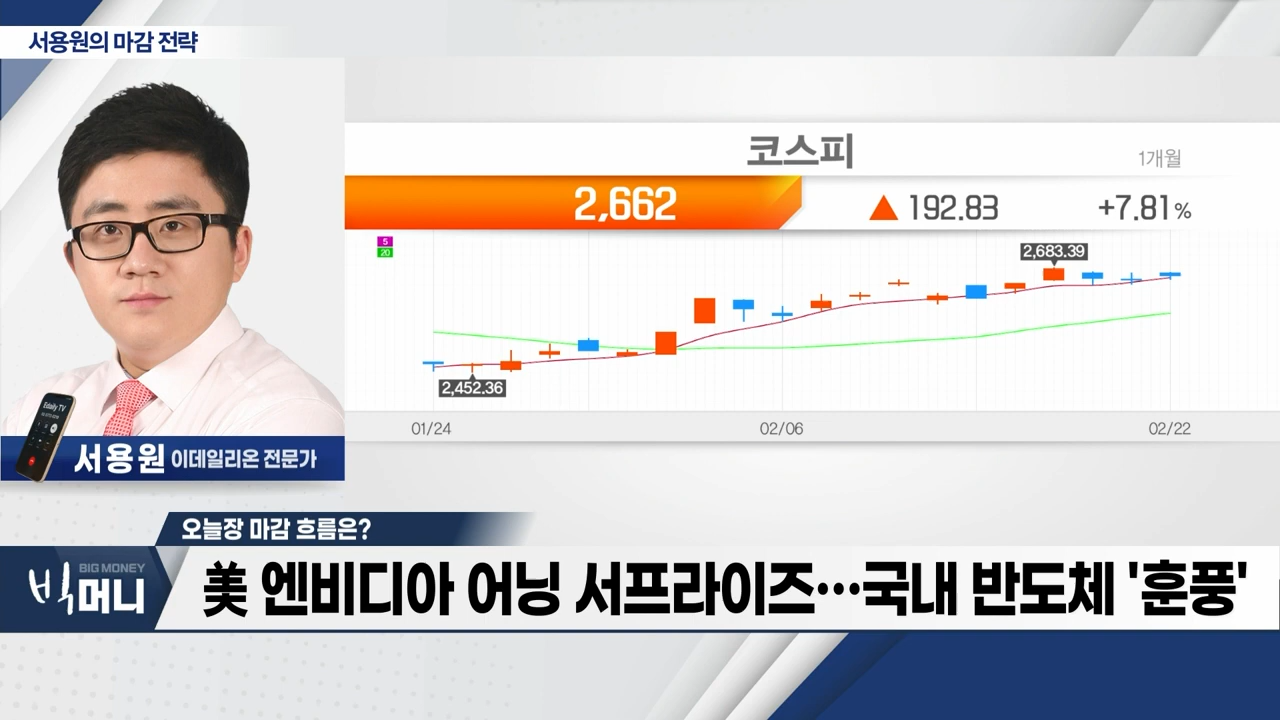 서용원의 마감 전략
코스피
1개월
2,662 ▲ 192.83 +7.81%
5
20
2,683.39
2,452.36
01/24 02/06 02/22
Edaily TV
서용원 이데일리온 전문가
오늘장 마감 흐름은?
BIG MONEY
빅머니
美 엔비디아 어닝 서프라이즈…국내 반도체 '훈풍'